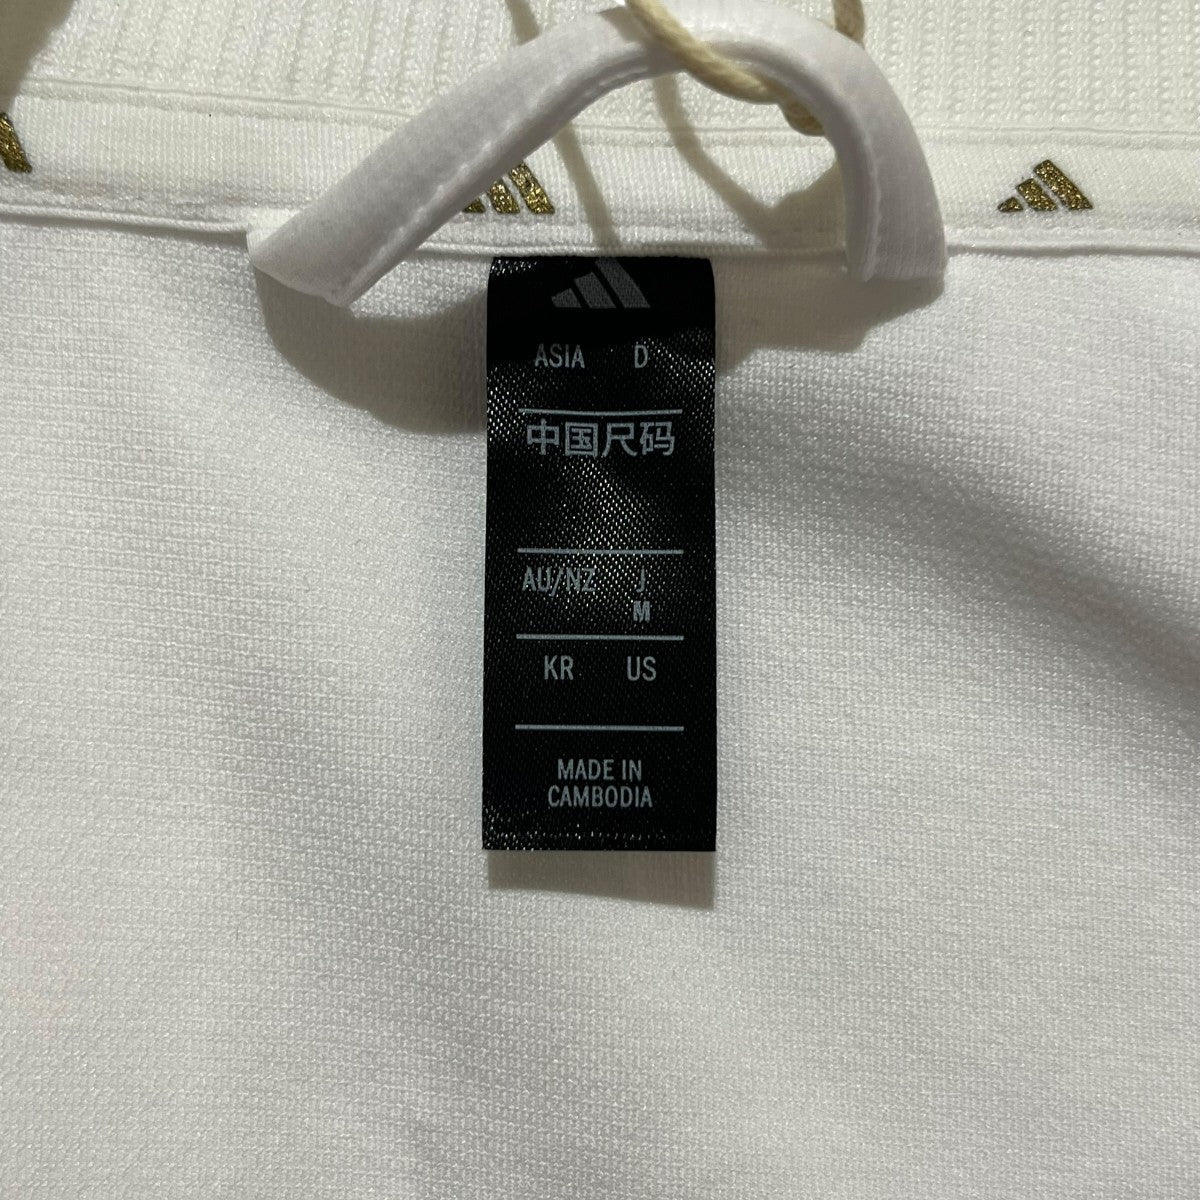 ASIA D
中国尺码
AU/NZ J
M
KR US
MADE IN
CAMBODIA